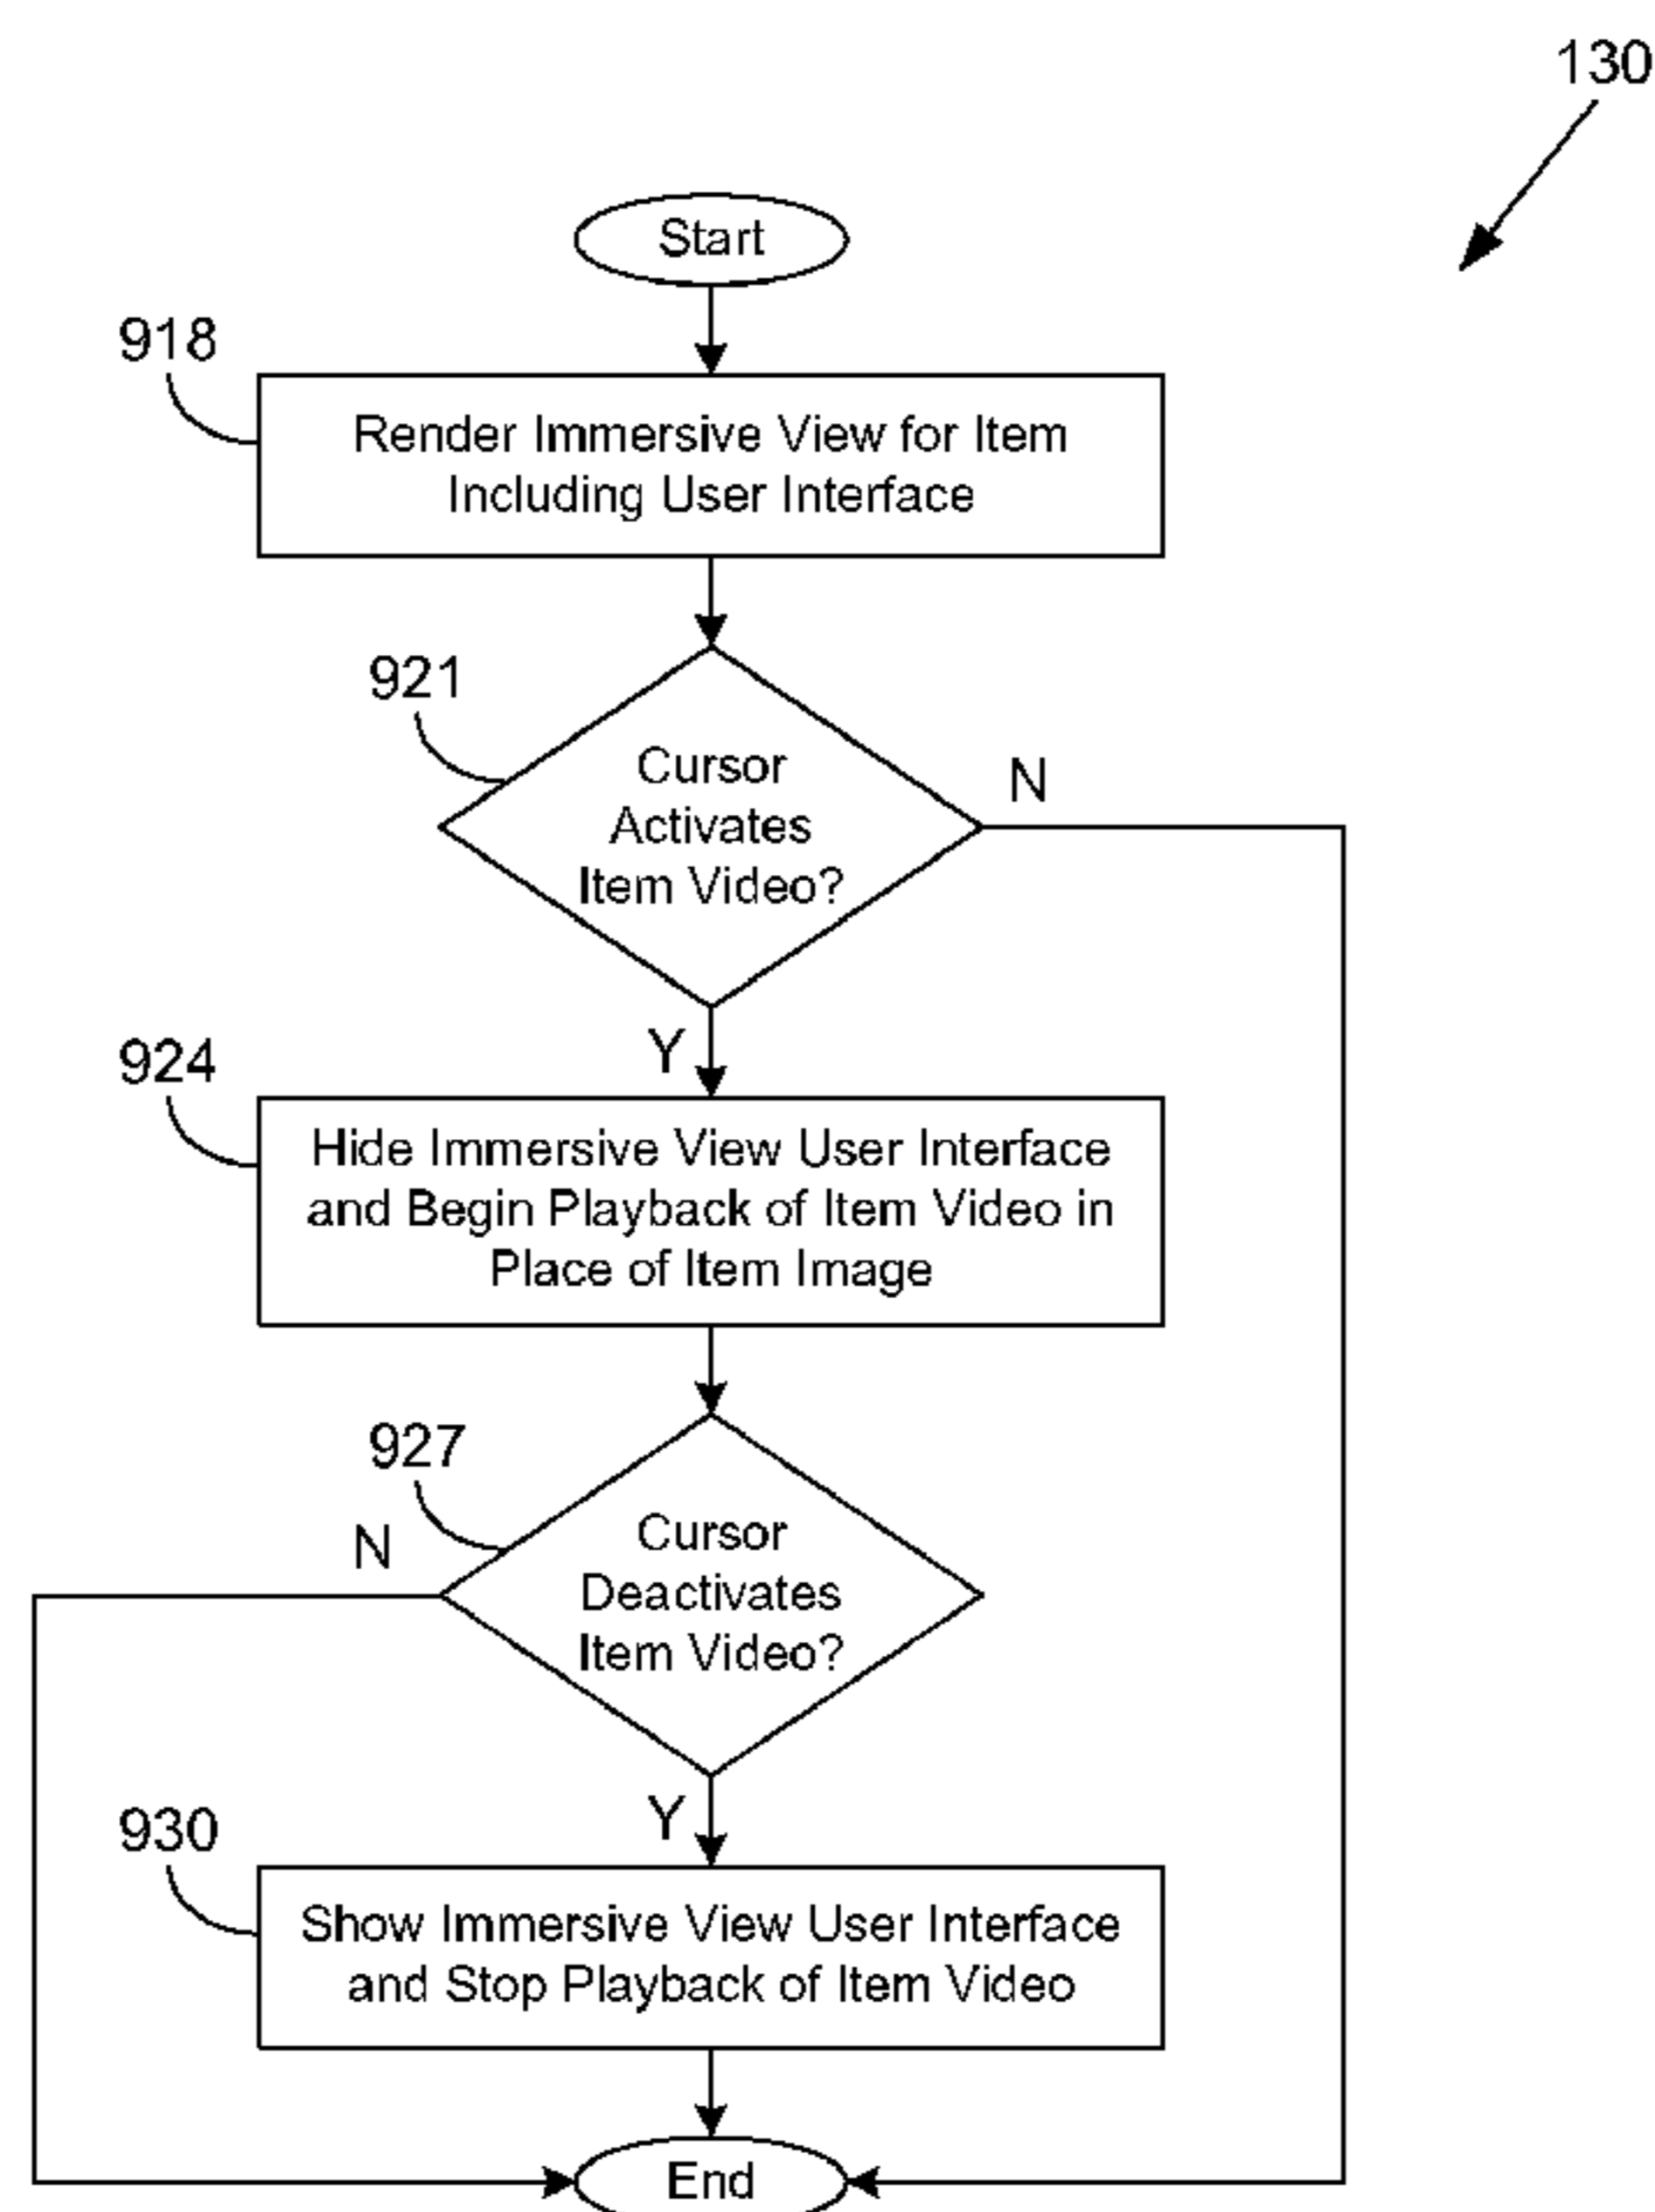 130
Start
918
Render Immersive View for Item
Including User Interface
921
Cursor
Activates
Item Video?
N
Y
924
Hide Immersive View User Interface
and Begin Playback of Item Video in
Place of Item Image
927
Cursor
Deactivates
Item Video?
N
Y
930
Show Immersive View User Interface
and Stop Playback of Item Video
End